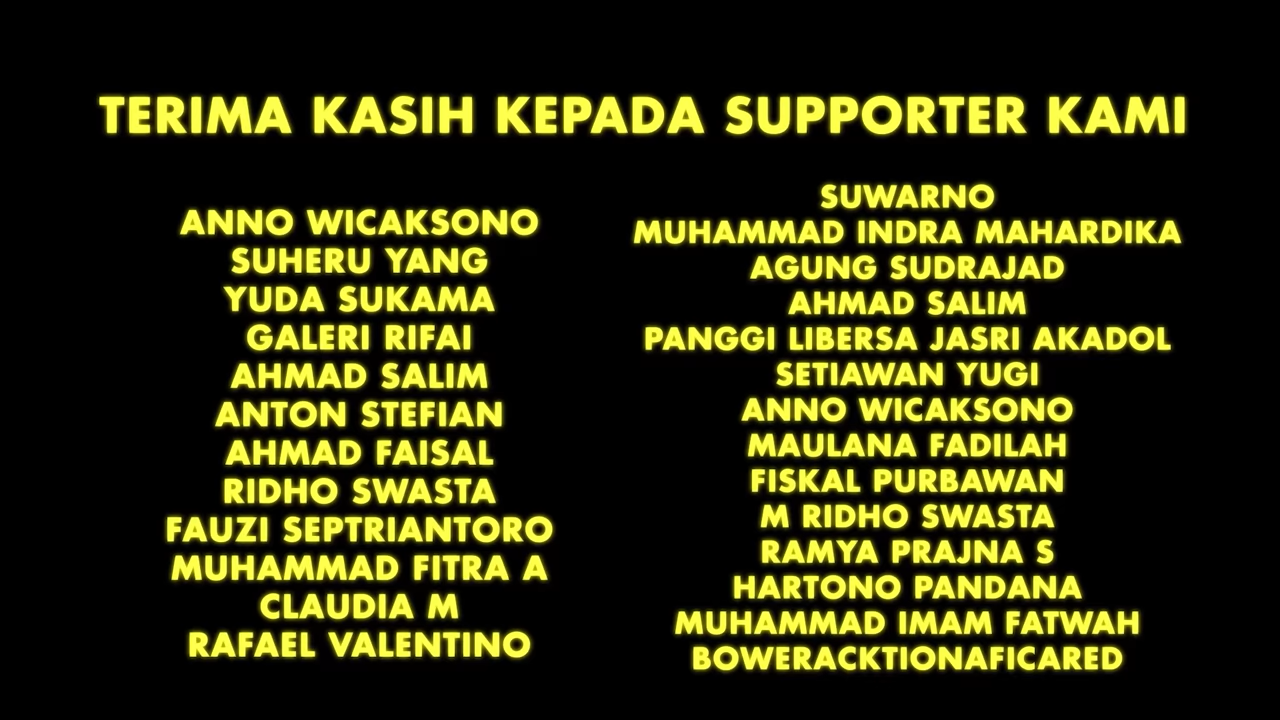 TERIMA KASIH KEPADA SUPPORTER KAMI
ANNO WICAKSONO
SUHERU YANG
YUDA SUKAMA
GALERI RIFAI
AHMAD SALIM
ANTON STEFIAN
AHMAD FAISAL
RIDHO SWASTA
FAUZI SEPTRIANTORO
MUHAMMAD FITRA A
CLAUDIA M
RAFAEL VALENTINO
SUWARNO
MUHAMMAD INDRA MAHARDIKA
AGUNG SUDRAJAD
AHMAD SALIM
PANGGI LIBERSA JASRI AKADOL
SETIAWAN YUGI
ANNO WICAKSONO
MAULANA FADILAH
FISKAL PURBAWAN
M RIDHO SWASTA
RAMYA PRAJNA S
HARTONO PANDANA
MUHAMMAD IMAM FATWAH
BOWERACKTIONAFICARED